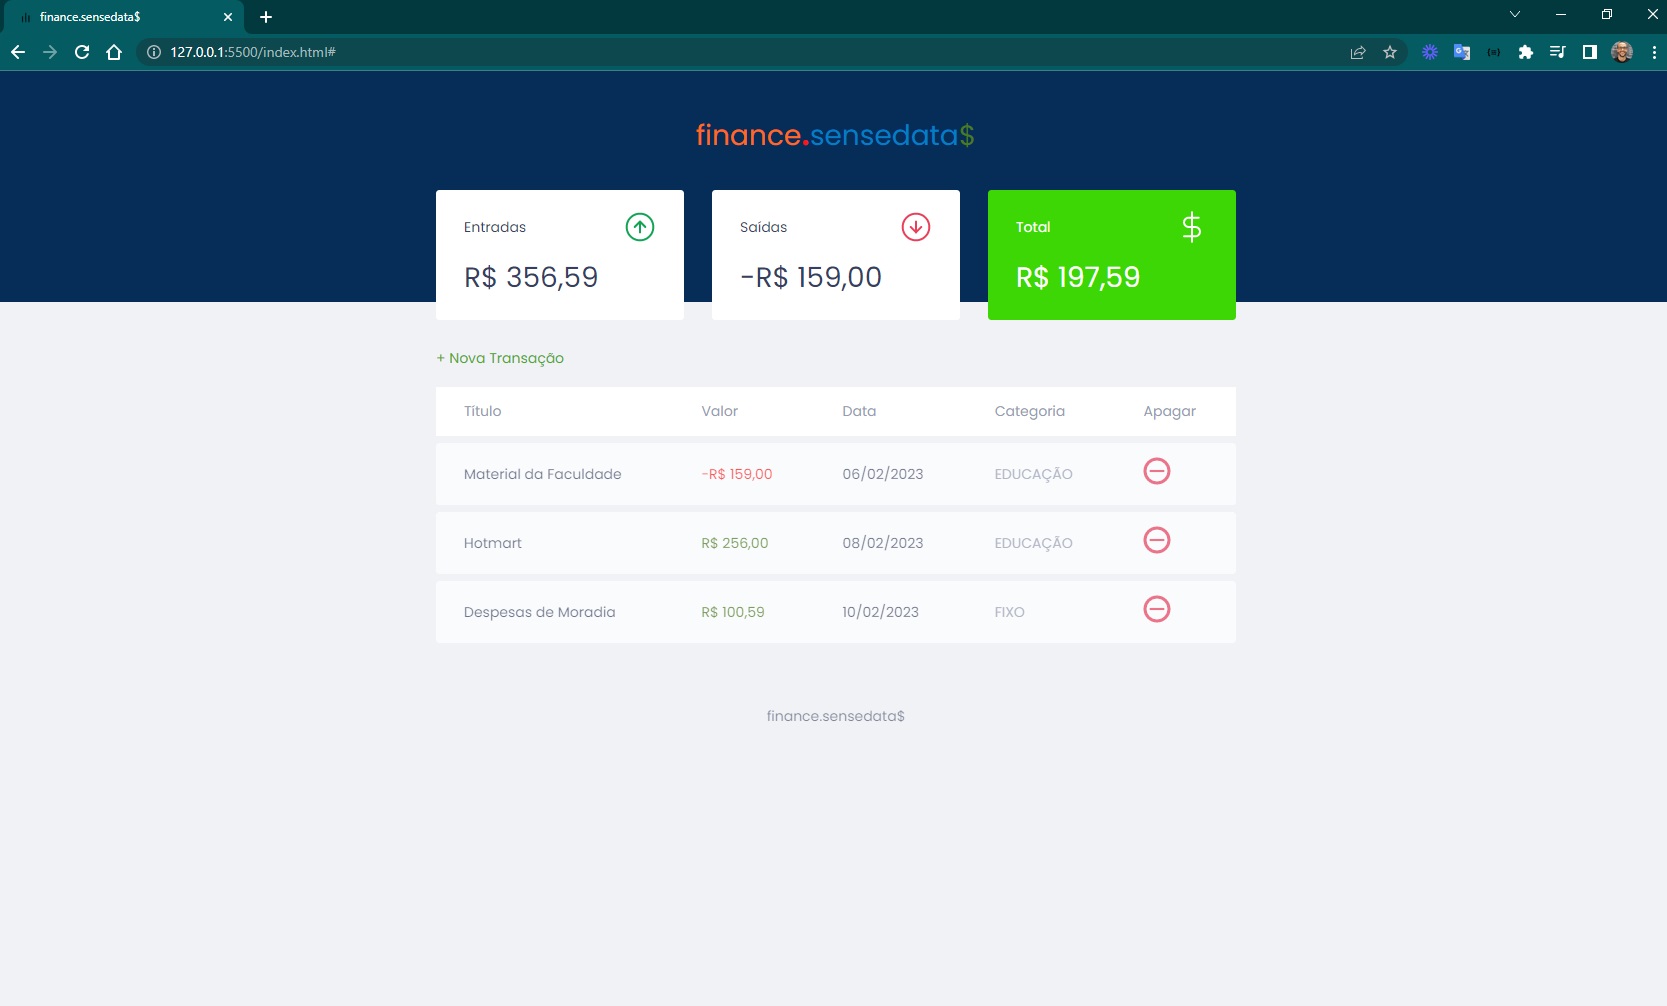 finance.sensedata$
127.0.0.1:5500/index.html#
finance.sensedata$
Entradas
R$ 356,59
Saídas
-R$ 159,00
Total
$
R$ 197,59
+ Nova Transação
Título Valor Data Categoria Apagar
Material da Faculdade -R$ 159,00 06/02/2023 EDUCAÇÃO
Hotmart R$ 256,00 08/02/2023 EDUCAÇÃO
Despesas de Moradia R$ 100,59 10/02/2023 FIXO
finance.sensedata$